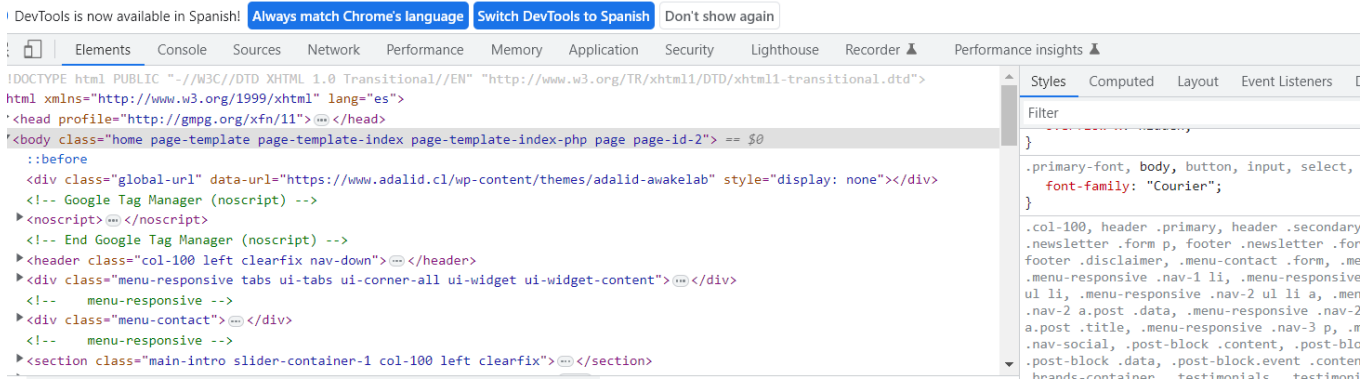 DevTools is now available in Spanish! Always match Chrome's language Switch DevTools to Spanish Don't show again
Elements Console Sources Network Performance Memory Application Security Lighthouse Recorder Performance insights
!DOCTYPE html PUBLIC "-//W3C//DTD XHTML 1.0 Transitional//EN" "http://www.w3.org/TR/xhtml1/DTD/xhtml1-transitional.dtd">
html xmlns="http://www.w3.org/1999/xhtml" lang="es">
<head profile="http://gmpg.org/xfn/11"> … </head>
<body class="home page-template page-template-index page-template-index-php page page-id-2"> == $0
::before
<div class="global-url" data-url="https://www.adalid.cl/wp-content/themes/adalid-awakelab" style="display: none"></div>
<!-- Google Tag Manager (noscript) -->
<noscript> … </noscript>
<!-- End Google Tag Manager (noscript) -->
<header class="col-100 left clearfix nav-down"> … </header>
<div class="menu-responsive tabs ui-tabs ui-corner-all ui-widget ui-widget-content"> … </div>
<!-- menu-responsive -->
<div class="menu-contact"> … </div>
<!-- menu-responsive -->
<section class="main-intro slider-container-1 col-100 left clearfix"> … </section>
Styles Computed Layout Event Listeners
Filter
}
.primary-font, body, button, input, select,
font-family: "Courier";
}
.col-100, header .primary, header .secondary
.newsletter .form p, footer .newsletter .for
footer .disclaimer, .menu-contact .form, .me
.menu-responsive .nav-1 li, .menu-responsive
ul li, .menu-responsive .nav-2 ul li a, .men
.nav-2 a.post .data, .menu-responsive .nav-2
a.post .title, .menu-responsive .nav-3 p, .m
.nav-social, .post-block .content, .post-blo
.post-block .data, .post-block.event .conten
.brands-container, .testimonials, .testimoni